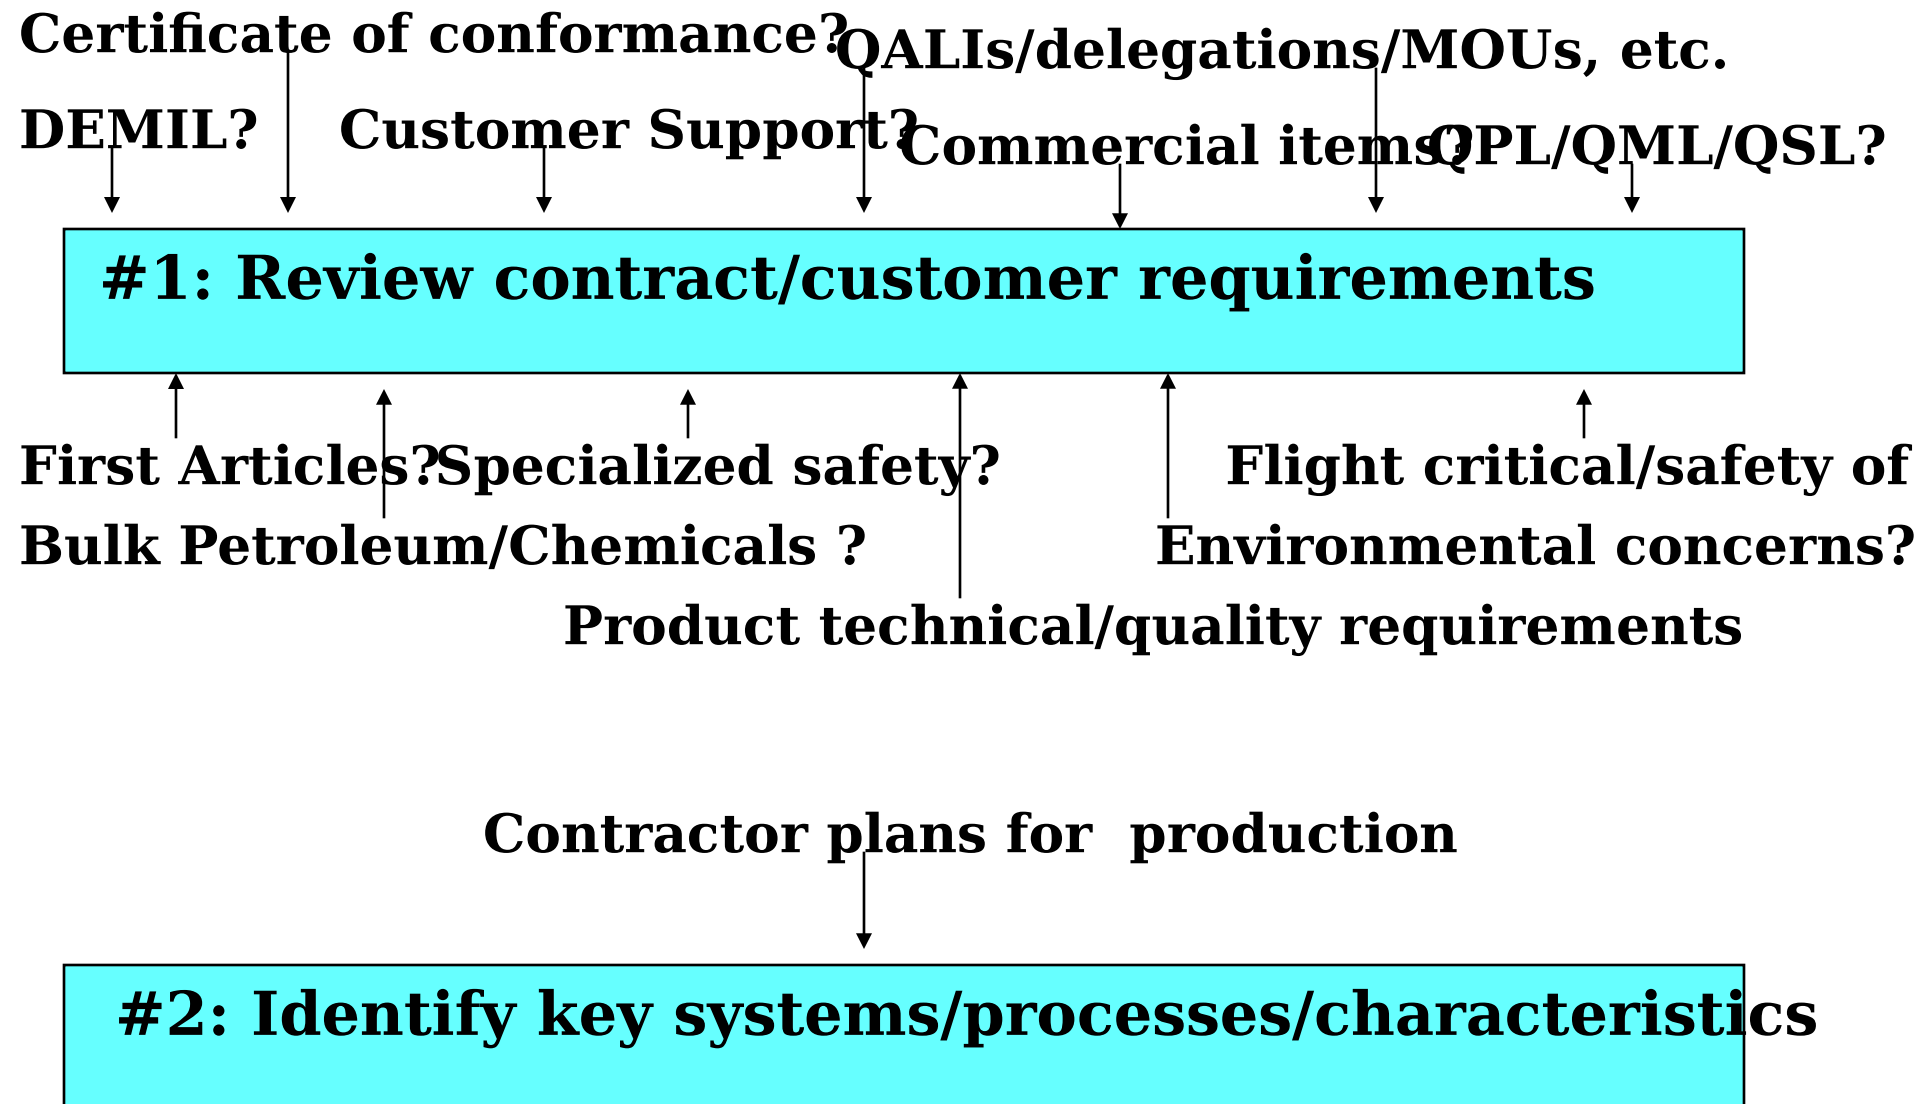 Certificate of conformance?
QALIs/delegations/MOUs, etc.
DEMIL?
Customer Support?
Commercial items?
QPL/QML/QSL?
#1: Review contract/customer requirements
First Articles?
Specialized safety?
Flight critical/safety of
Bulk Petroleum/Chemicals ?
Environmental concerns?
Product technical/quality requirements
Contractor plans for  production
#2: Identify key systems/processes/characteristics